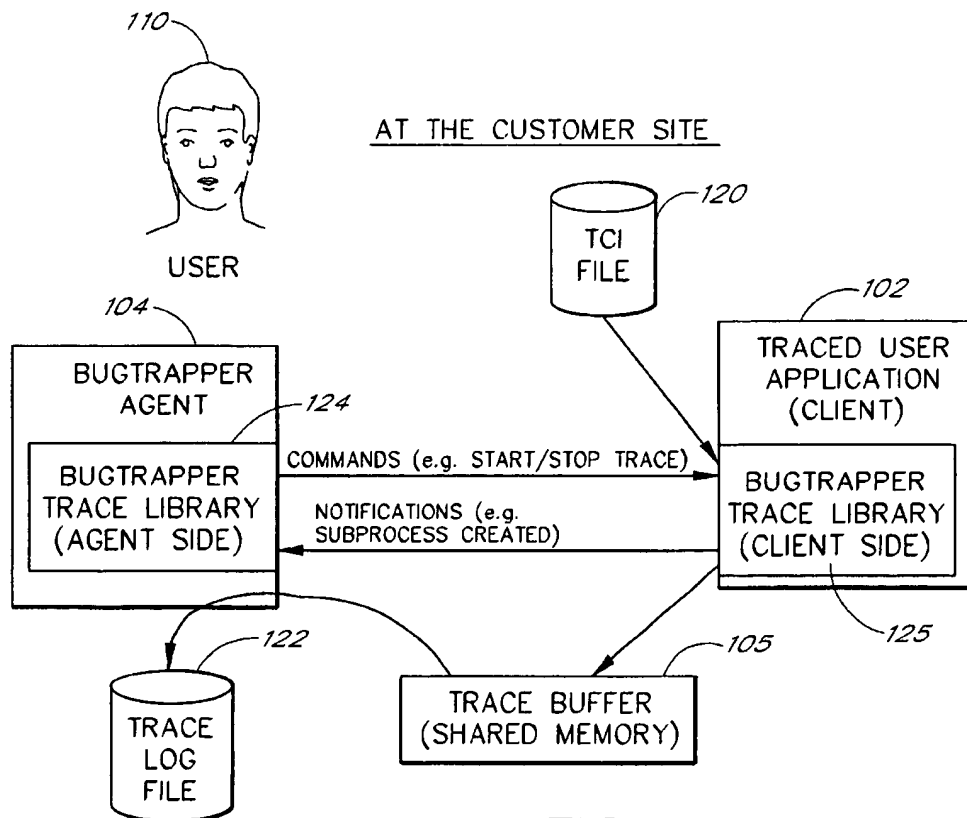 110
AT THE CUSTOMER SITE
USER
120
TCI
FILE
104
BUGTRAPPER
AGENT
124
BUGTRAPPER
TRACE LIBRARY
(AGENT SIDE)
COMMANDS (e.g. START/STOP TRACE)
NOTIFICATIONS (e.g.
SUBPROCESS CREATED)
102
TRACED USER
APPLICATION
(CLIENT)
BUGTRAPPER
TRACE LIBRARY
(CLIENT SIDE)
125
122
TRACE
LOG
FILE
105
TRACE BUFFER
(SHARED MEMORY)